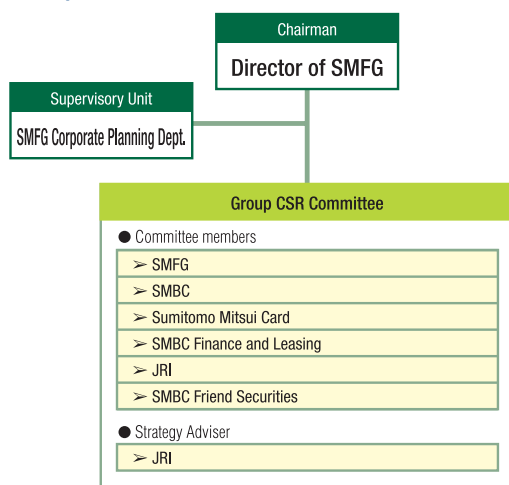 Chairman
Director of SMFG
Supervisory Unit
SMFG Corporate Planning Dept.
Group CSR Committee
● Committee members
➢ SMFG
➢ SMBC
➢ Sumitomo Mitsui Card
➢ SMBC Finance and Leasing
➢ JRI
➢ SMBC Friend Securities
● Strategy Adviser
➢ JRI